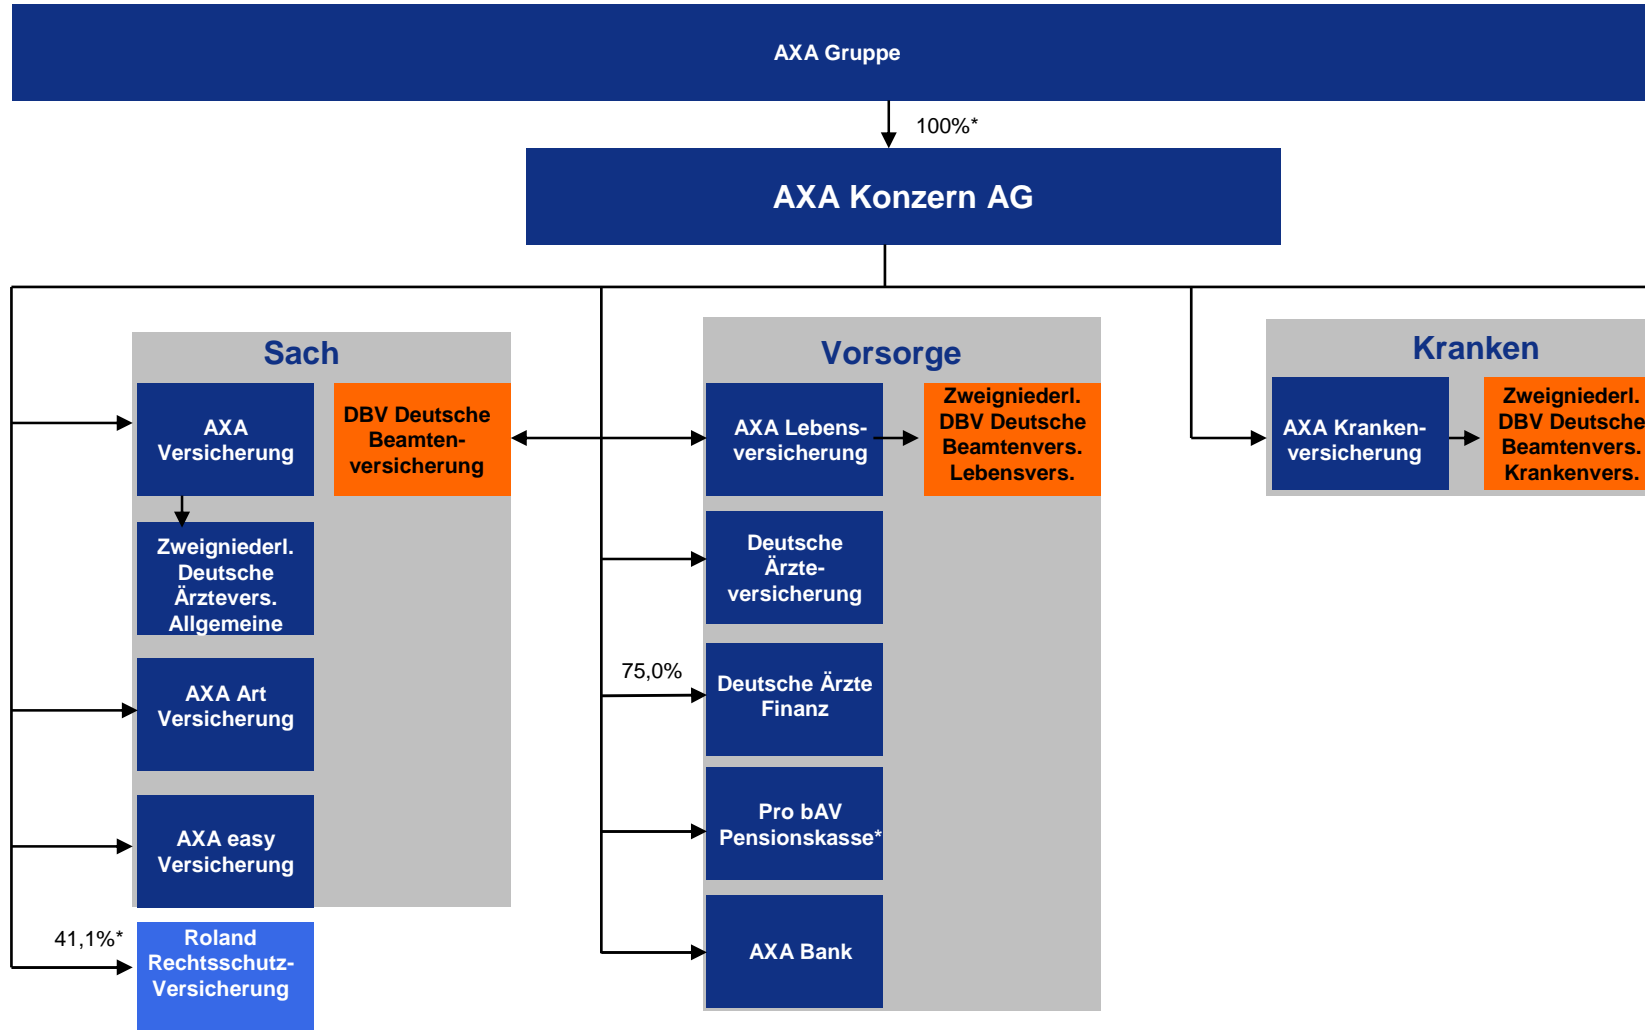 AXA Gruppe
100%*
AXA Konzern AG
Sach
AXA
Versicherung
DBV Deutsche
Beamten-
versicherung
Zweigniederl.
Deutsche
Ärztevers.
Allgemeine
AXA Art
Versicherung
AXA easy
Versicherung
41,1%*
Roland
Rechtsschutz-
Versicherung
Vorsorge
AXA Lebens-
versicherung
Zweigniederl.
DBV Deutsche
Beamtenvers.
Lebensvers.
Deutsche
Ärzte-
versicherung
75,0%
Deutsche Ärzte
Finanz
Pro bAV
Pensionskasse*
AXA Bank
Kranken
AXA Kranken-
versicherung
Zweigniederl.
DBV Deutsche
Beamtenvers.
Krankenvers.